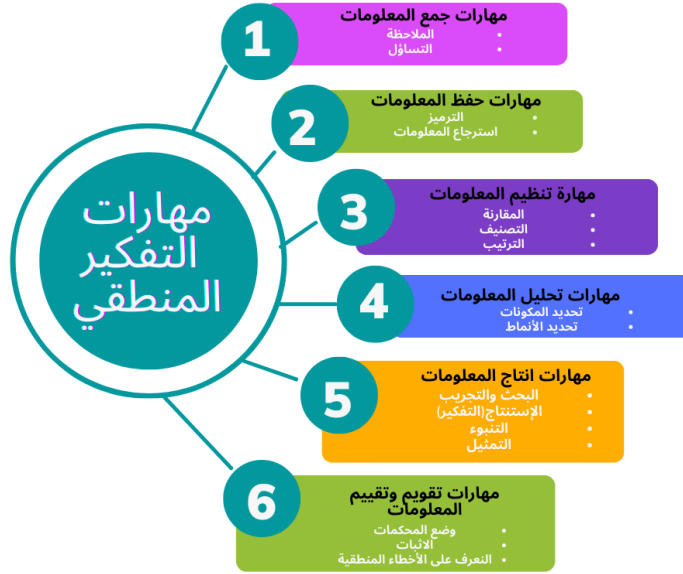 مهارات
التفكير
المنطقي
1
مهارات جمع المعلومات
• الملاحظة
• التساؤل
2
مهارات حفظ المعلومات
• الترميز
• استرجاع المعلومات
3
مهارة تنظيم المعلومات
• المقارنة
• التصنيف
• الترتيب
4
مهارات تحليل المعلومات
• تحديد المكونات
• تحديد الأنماط
5
مهارات انتاج المعلومات
• البحث والتجريب
• الإستنتاج(التفكير)
• التنبوء
• التمثيل
6
مهارات تقويم وتقييم
المعلومات
• وضع المحكمات
• الاثبات
• النعرف على الأخطاء المنطقية